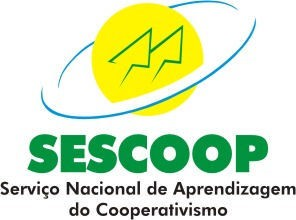 SESCOOP
Serviço Nacional de Aprendizagem
do Cooperativismo